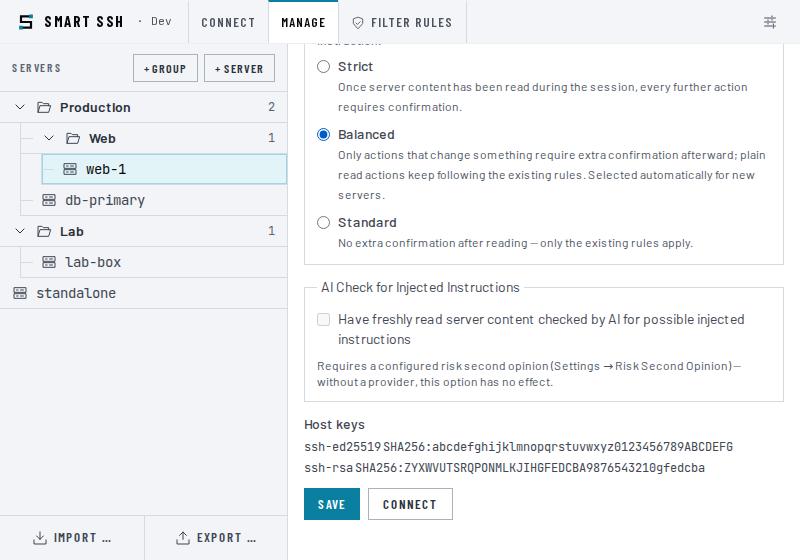 SMART SSH · Dev
CONNECT
MANAGE
FILTER RULES
SERVERS
+ GROUP
+ SERVER
Production 2
Web 1
web-1
db-primary
Lab 1
lab-box
standalone
IMPORT …
EXPORT …
Strict
Once server content has been read during the session, every further action
requires confirmation.
Balanced
Only actions that change something require extra confirmation afterward; plain
read actions keep following the existing rules. Selected automatically for new
servers.
Standard
No extra confirmation after reading — only the existing rules apply.
AI Check for Injected Instructions
Have freshly read server content checked by AI for possible injected
instructions
Requires a configured risk second opinion (Settings → Risk Second Opinion) —
without a provider, this option has no effect.
Host keys
ssh-ed25519 SHA256:abcdefghijklmnopqrstuvwxyz0123456789ABCDEFG
ssh-rsa SHA256:ZYXWVUTSRQPONMLKJIHGFEDCBA9876543210gfedcba
SAVE
CONNECT